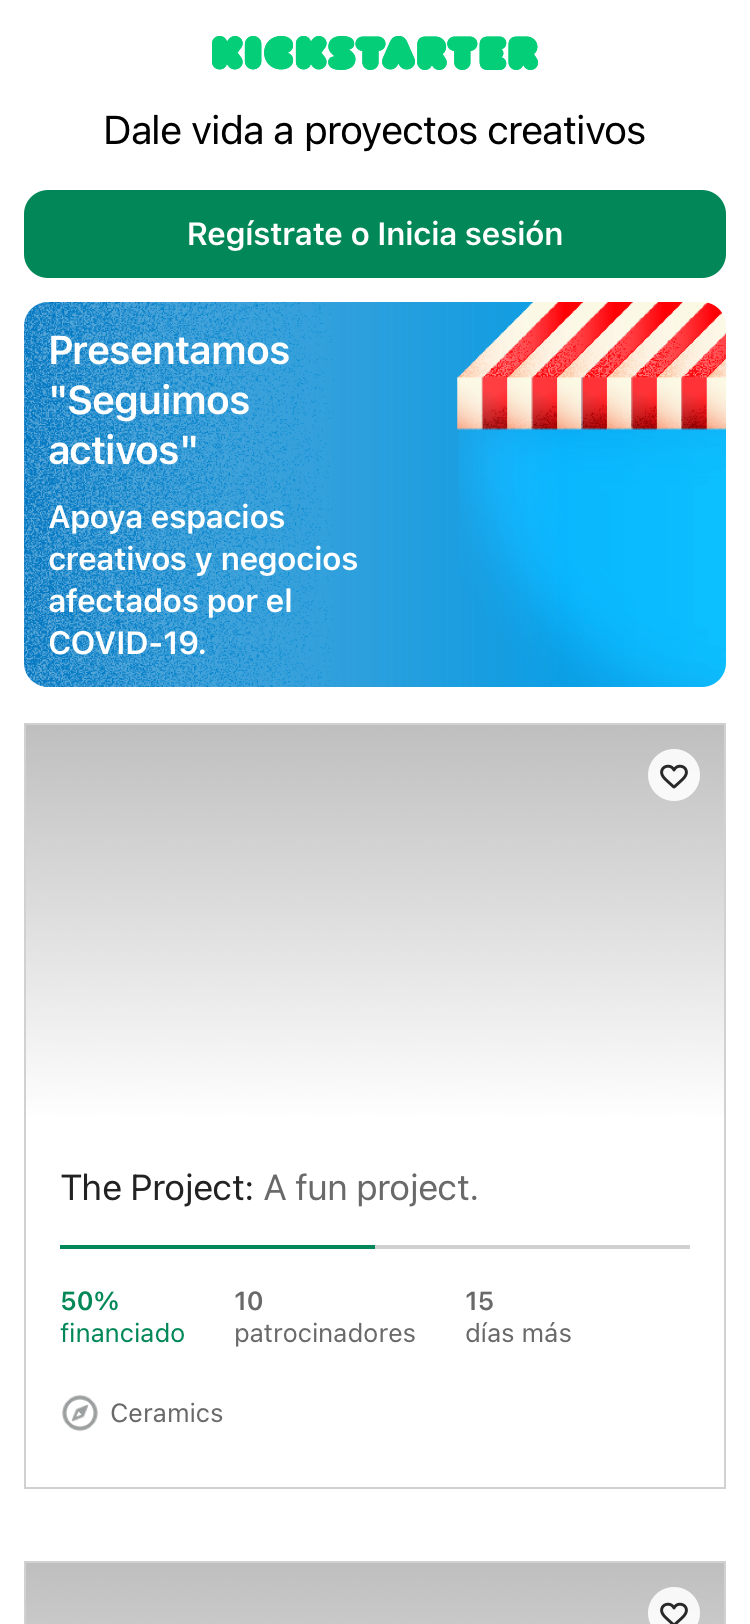 KICKSTARTER
Dale vida a proyectos creativos
Regístrate o Inicia sesión
Presentamos
"Seguimos
activos"
Apoya espacios
creativos y negocios
afectados por el
COVID-19.
The Project: A fun project.
50% 10 15
financiado patrocinadores días más
Ceramics